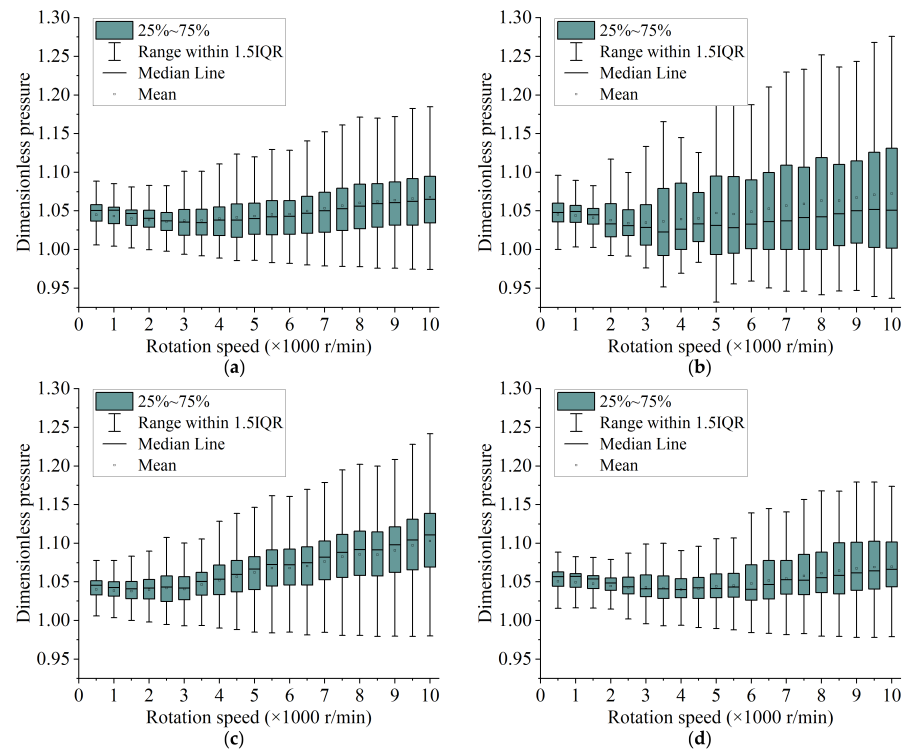 1.30
1.25
1.20
1.15
1.10
1.05
1.00
0.95
Dimensionless pressure
25%~75%
Range within 1.5IQR
Median Line
Mean
0 1 2 3 4 5 6 7 8 9 10
Rotation speed (×1000 r/min)
(a)
1.30
1.25
1.20
1.15
1.10
1.05
1.00
0.95
Dimensionless pressure
25%~75%
Range within 1.5IQR
Median Line
Mean
0 1 2 3 4 5 6 7 8 9 10
Rotation speed (×1000 r/min)
(b)
1.30
1.25
1.20
1.15
1.10
1.05
1.00
0.95
Dimensionless pressure
25%~75%
Range within 1.5IQR
Median Line
Mean
0 1 2 3 4 5 6 7 8 9 10
Rotation speed (×1000 r/min)
(c)
1.30
1.25
1.20
1.15
1.10
1.05
1.00
0.95
Dimensionless pressure
25%~75%
Range within 1.5IQR
Median Line
Mean
0 1 2 3 4 5 6 7 8 9 10
Rotation speed (×1000 r/min)
(d)